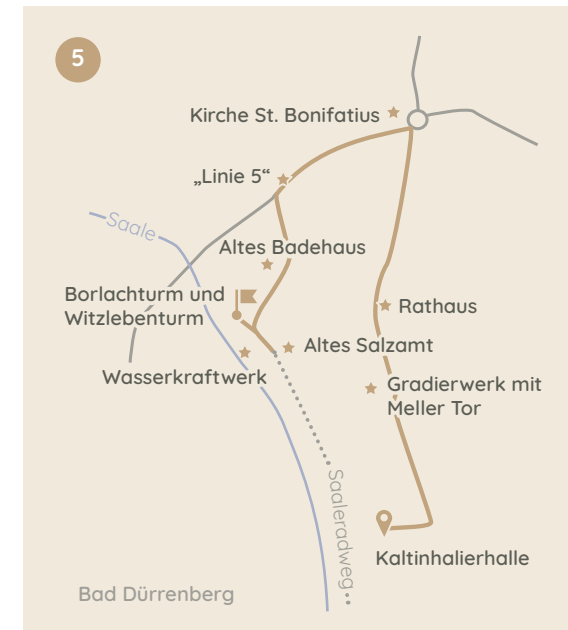 5
Kirche St. Bonifatius
„Linie 5“
Saale
Altes Badehaus
Borlachturm und
Witzlebenturm
Rathaus
Altes Salzamt
Wasserkraftwerk
Gradierwerk mit
Meller Tor
Saaleradweg
Kaltinhalierhalle
Bad Dürrenberg